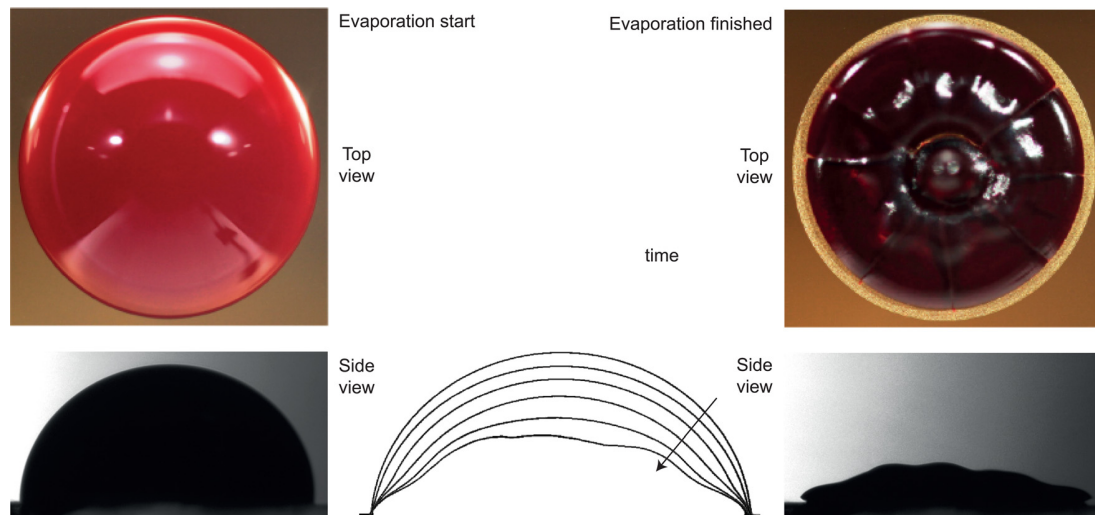 Evaporation start
Evaporation finished
Top
view
Top
view
time
Side
view
Side
view